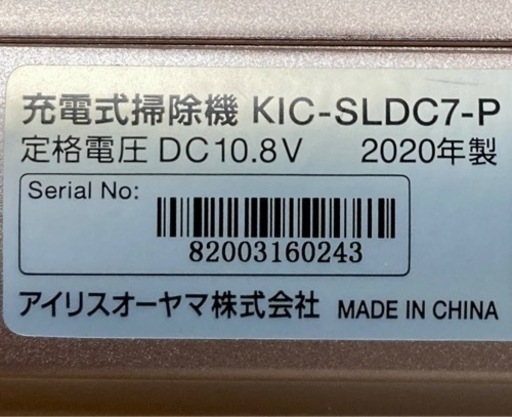 充電式掃除機 KIC-SLDC7-P
定格電圧 DC10.8V 2020年製
Serial No:
82003160243
アイリスオーヤマ株式会社 MADE IN CHINA